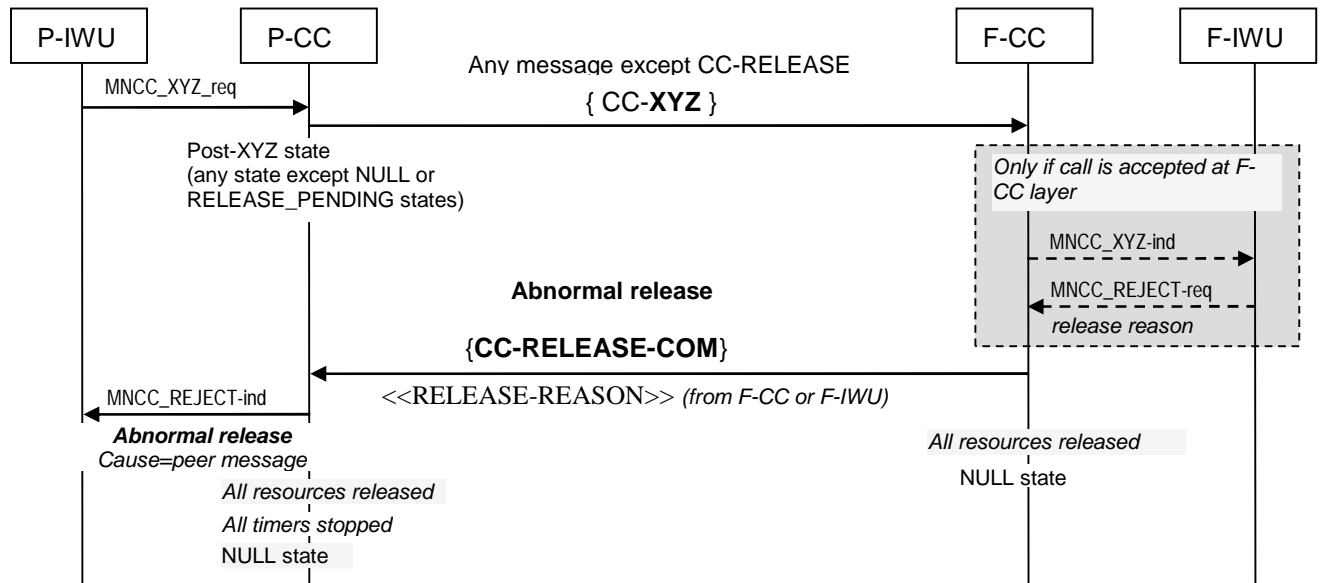 P-IWU
P-CC
F-CC
F-IWU
MNCC_XYZ_req
Any message except CC-RELEASE
{ CC-XYZ }
Post-XYZ state
(any state except NULL or
RELEASE_PENDING states)
Only if call is accepted at F-
CC layer
MNCC_XYZ-ind
MNCC_REJECT-req
release reason
Abnormal release
{CC-RELEASE-COM}
<<RELEASE-REASON>> (from F-CC or F-IWU)
MNCC_REJECT-ind
Abnormal release
Cause=peer message
All resources released
All timers stopped
NULL state
All resources released
NULL state